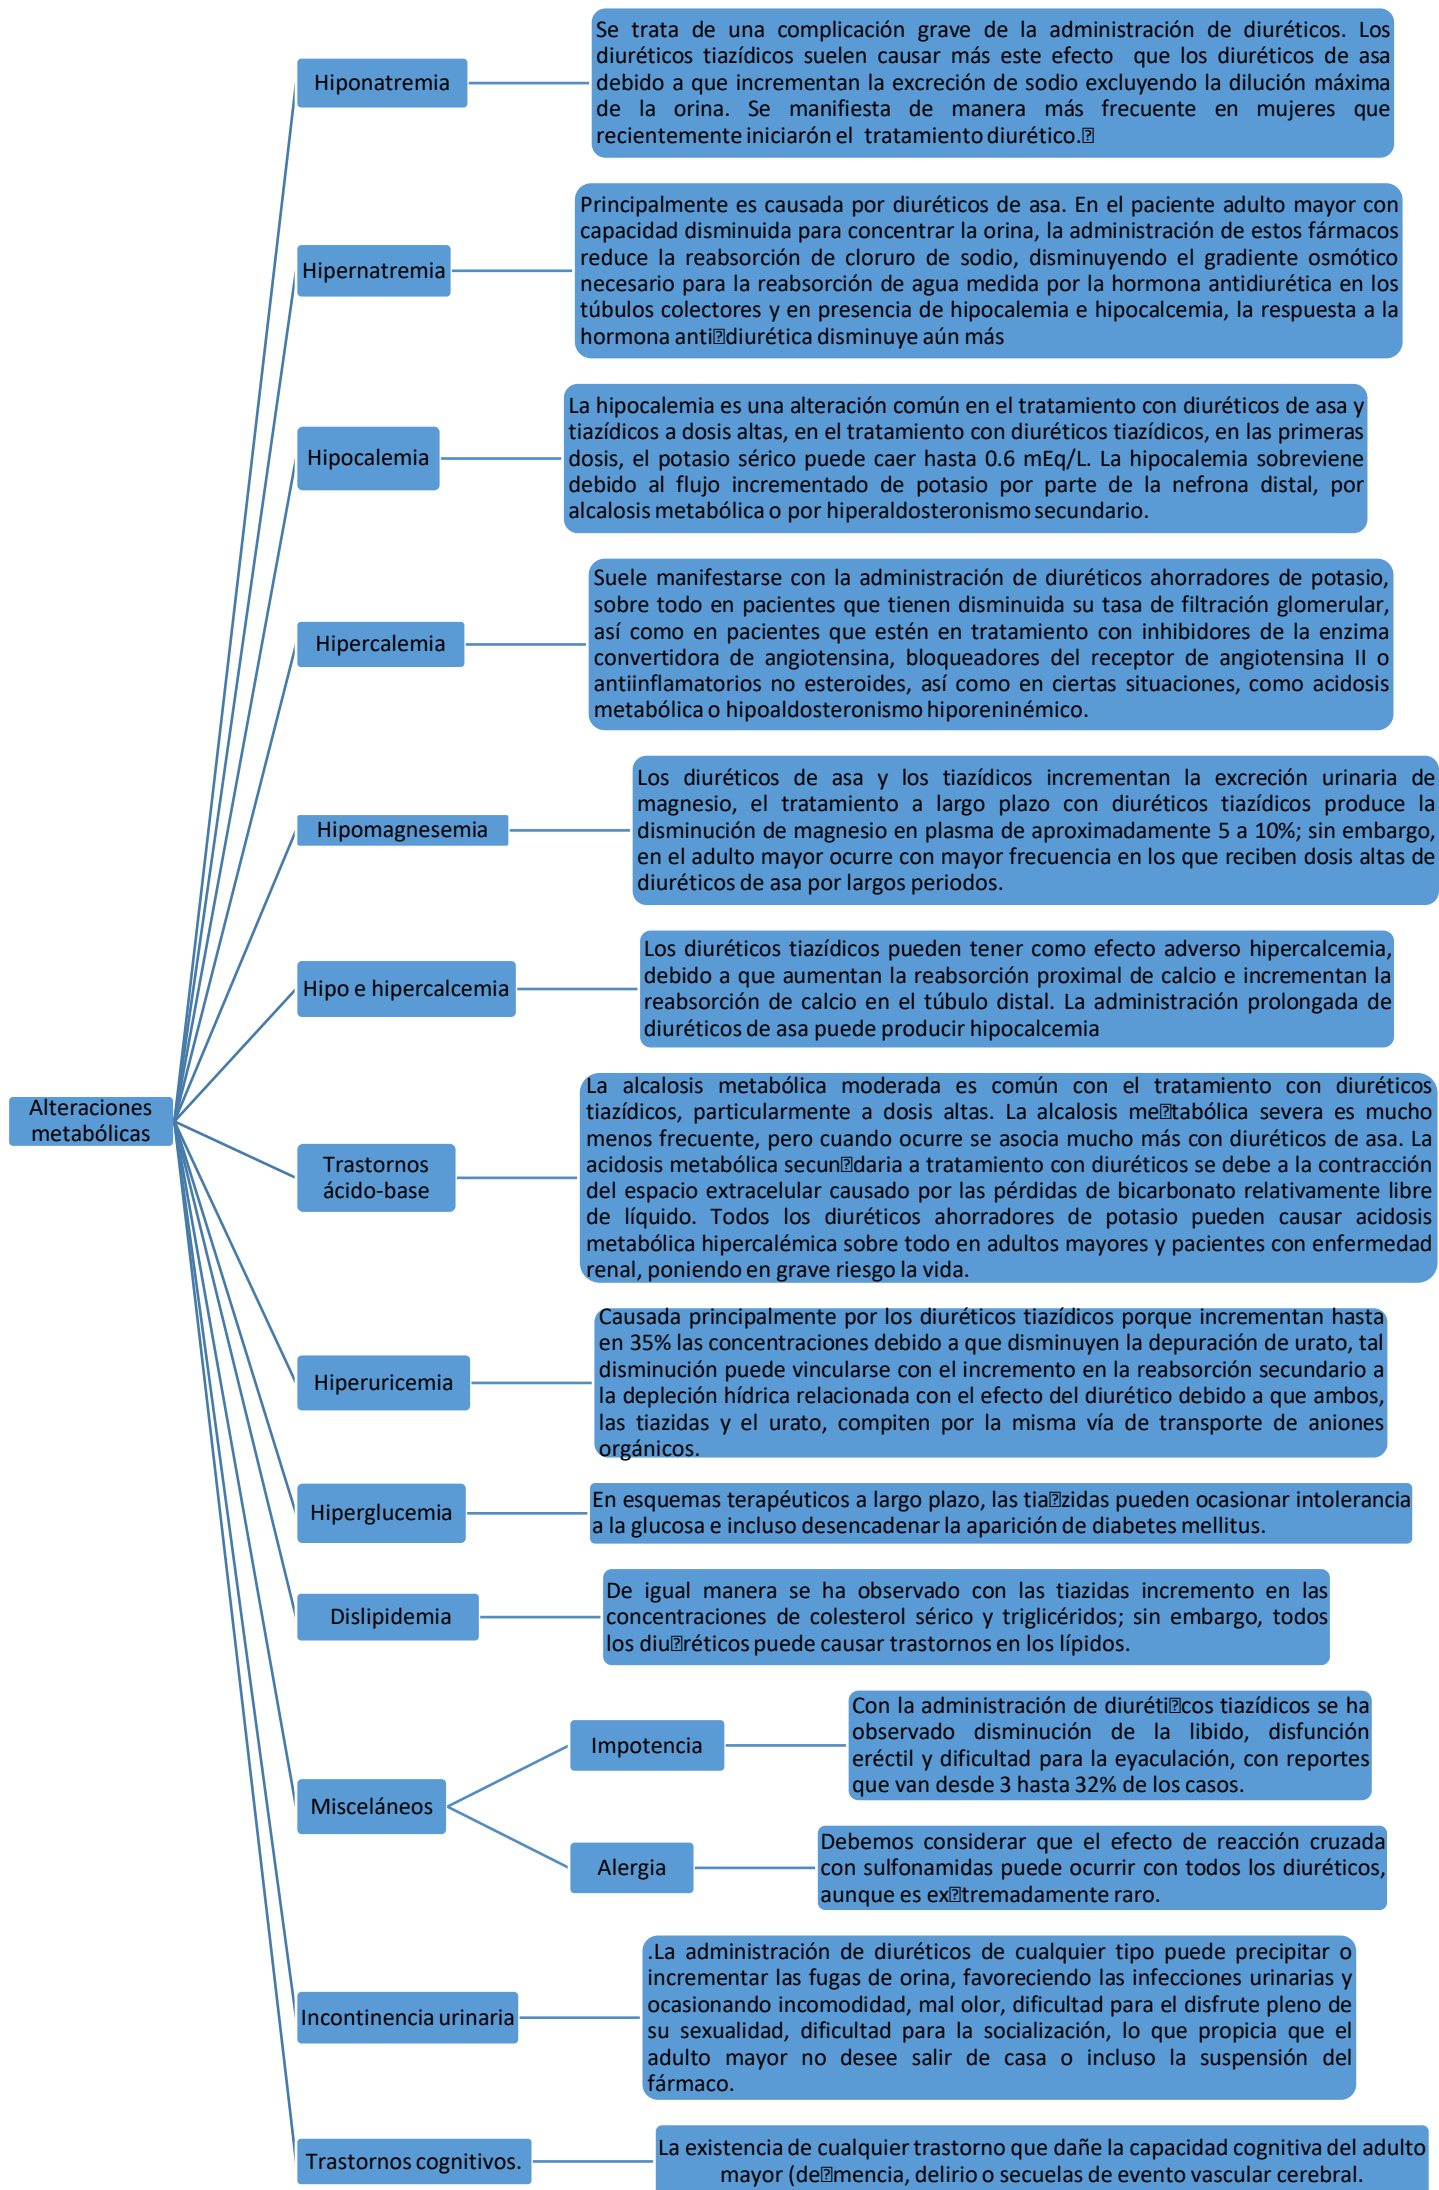 Alteraciones
metabólicas
Hiponatremia
Se trata de una complicación grave de la administración de diuréticos. Los
diuréticos tiazídicos suelen causar más este efecto que los diuréticos de asa
debido a que incrementan la excreción de sodio excluyendo la dilución máxima
de la orina. Se manifiesta de manera más frecuente en mujeres que
recientemente iniciarón el tratamiento diurético.⍰
Hipernatremia
Principalmente es causada por diuréticos de asa. En el paciente adulto mayor con
capacidad disminuida para concentrar la orina, la administración de estos fármacos
reduce la reabsorción de cloruro de sodio, disminuyendo el gradiente osmótico
necesario para la reabsorción de agua medida por la hormona antidiurética en los
túbulos colectores y en presencia de hipocalemia e hipocalcemia, la respuesta a la
hormona anti⍰diurética disminuye aún más
Hipocalemia
La hipocalemia es una alteración común en el tratamiento con diuréticos de asa y
tiazídicos a dosis altas, en el tratamiento con diuréticos tiazídicos, en las primeras
dosis, el potasio sérico puede caer hasta 0.6 mEq/L. La hipocalemia sobreviene
debido al flujo incrementado de potasio por parte de la nefrona distal, por
alcalosis metabólica o por hiperaldosteronismo secundario.
Hipercalemia
Suele manifestarse con la administración de diuréticos ahorradores de potasio,
sobre todo en pacientes que tienen disminuida su tasa de filtración glomerular,
así como en pacientes que estén en tratamiento con inhibidores de la enzima
convertidora de angiotensina, bloqueadores del receptor de angiotensina II o
antiinflamatorios no esteroides, así como en ciertas situaciones, como acidosis
metabólica o hipoaldosteronismo hiporeninémico.
Hipomagnesemia
Los diuréticos de asa y los tiazídicos incrementan la excreción urinaria de
magnesio, el tratamiento a largo plazo con diuréticos tiazídicos produce la
disminución de magnesio en plasma de aproximadamente 5 a 10%; sin embargo,
en el adulto mayor ocurre con mayor frecuencia en los que reciben dosis altas de
diuréticos de asa por largos periodos.
Hipo e hipercalcemia
Los diuréticos tiazídicos pueden tener como efecto adverso hipercalcemia,
debido a que aumentan la reabsorción proximal de calcio e incrementan la
reabsorción de calcio en el túbulo distal. La administración prolongada de
diuréticos de asa puede producir hipocalcemia
Trastornos
ácido-base
La alcalosis metabólica moderada es común con el tratamiento con diuréticos
tiazídicos, particularmente a dosis altas. La alcalosis me⍰tabólica severa es mucho
menos frecuente, pero cuando ocurre se asocia mucho más con diuréticos de asa. La
acidosis metabólica secun⍰daria a tratamiento con diuréticos se debe a la contracción
del espacio extracelular causado por las pérdidas de bicarbonato relativamente libre
de líquido. Todos los diuréticos ahorradores de potasio pueden causar acidosis
metabólica hipercalémica sobre todo en adultos mayores y pacientes con enfermedad
renal, poniendo en grave riesgo la vida.
Hiperuricemia
Causada principalmente por los diuréticos tiazídicos porque incrementan hasta
en 35% las concentraciones debido a que disminuyen la depuración de urato, tal
disminución puede vincularse con el incremento en la reabsorción secundario a
la depleción hídrica relacionada con el efecto del diurético debido a que ambos,
las tiazidas y el urato, compiten por la misma vía de transporte de aniones
orgánicos.
Hiperglucemia
En esquemas terapéuticos a largo plazo, las tia⍰zidas pueden ocasionar intolerancia
a la glucosa e incluso desencadenar la aparición de diabetes mellitus.
Dislipidemia
De igual manera se ha observado con las tiazidas incremento en las
concentraciones de colesterol sérico y triglicéridos; sin embargo, todos
los diu⍰réticos puede causar trastornos en los lípidos.
Misceláneos
Impotencia
Con la administración de diuréti⍰cos tiazídicos se ha
observado disminución de la libido, disfunción
eréctil y dificultad para la eyaculación, con reportes
que van desde 3 hasta 32% de los casos.
Alergia
Debemos considerar que el efecto de reacción cruzada
con sulfonamidas puede ocurrir con todos los diuréticos,
aunque es ex⍰tremadamente raro.
Incontinencia urinaria
.La administración de diuréticos de cualquier tipo puede precipitar o
incrementar las fugas de orina, favoreciendo las infecciones urinarias y
ocasionando incomodidad, mal olor, dificultad para el disfrute pleno de
su sexualidad, dificultad para la socialización, lo que propicia que el
adulto mayor no desee salir de casa o incluso la suspensión del
fármaco.
Trastornos cognitivos.
La existencia de cualquier trastorno que dañe la capacidad cognitiva del adulto
mayor (de⍰mencia, delirio o secuelas de evento vascular cerebral.